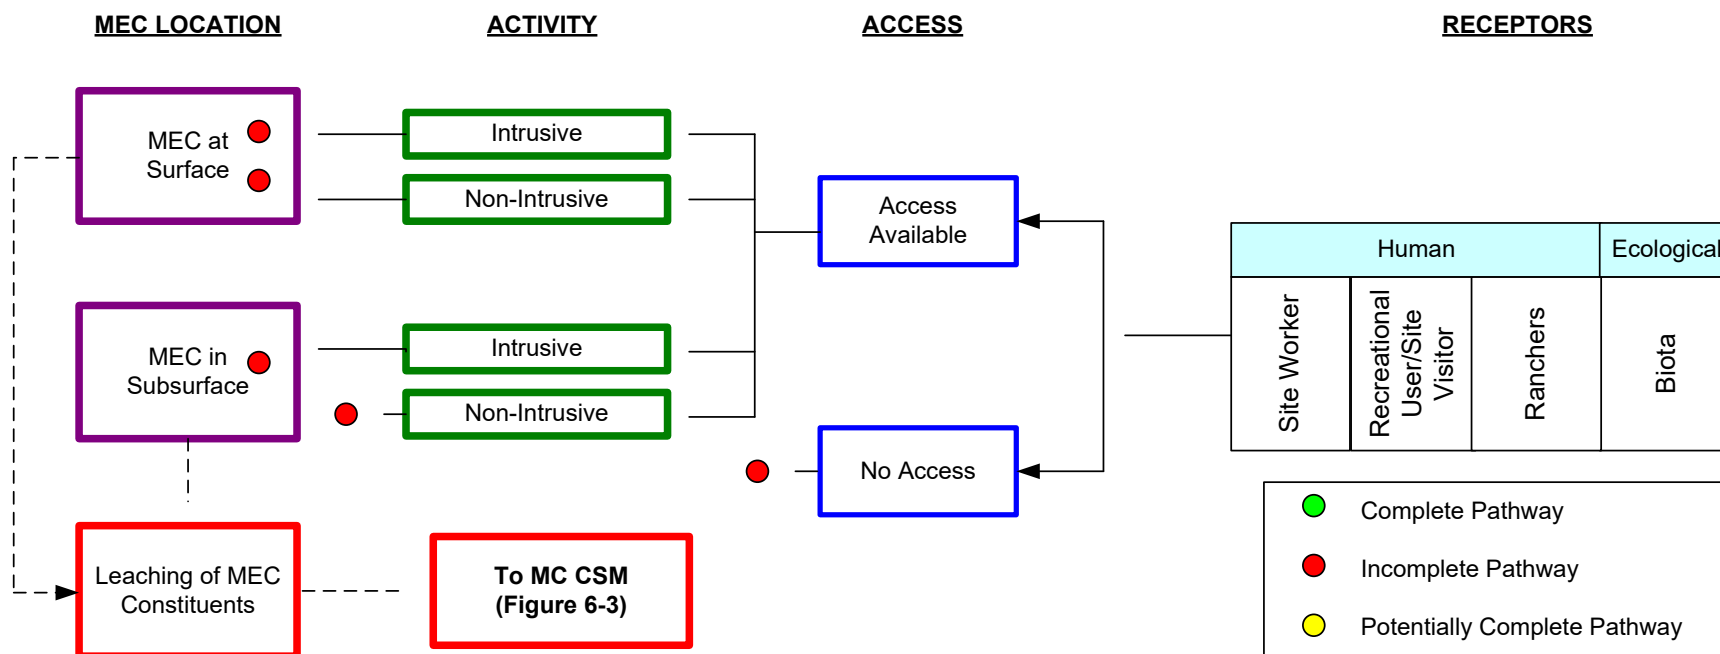 MEC LOCATION
ACTIVITY
ACCESS
RECEPTORS
MEC at
Surface
Intrusive
Non-Intrusive
Access
Available
Human
Ecological
Site Worker
Recreational
User/Site
Visitor
Ranchers
Biota
MEC in
Subsurface
Intrusive
Non-Intrusive
No Access
Leaching of MEC
Constituents
To MC CSM
(Figure 6-3)
Complete Pathway
Incomplete Pathway
Potentially Complete Pathway